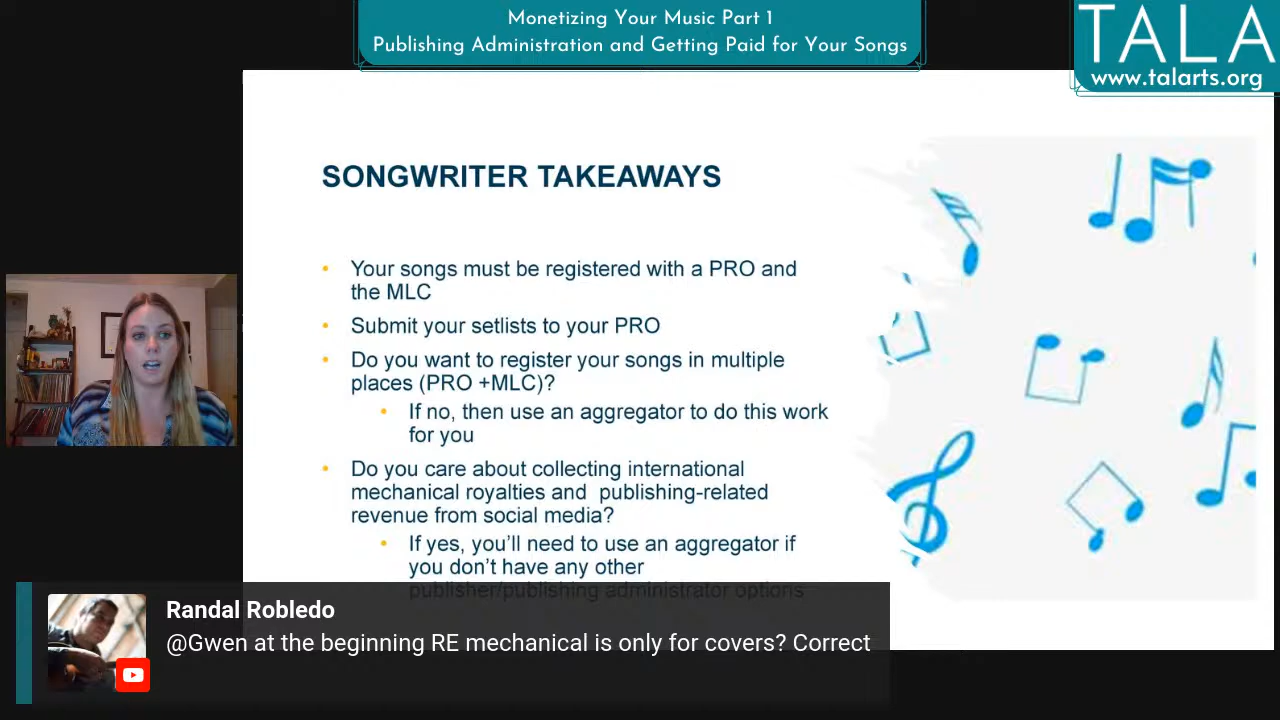 Monetizing Your Music Part 1
Publishing Administration and Getting Paid for Your Songs
TALA
www.talarts.org
SONGWRITER TAKEAWAYS
• Your songs must be registered with a PRO and
the MLC
• Submit your setlists to your PRO
• Do you want to register your songs in multiple
places (PRO +MLC)?
• If no, then use an aggregator to do this work
for you
• Do you care about collecting international
mechanical royalties and publishing-related
revenue from social media?
• If yes, you'll need to use an aggregator if
you don't have any other
publisher/publishing administrator options
Randal Robledo
@Gwen at the beginning RE mechanical is only for covers? Correct